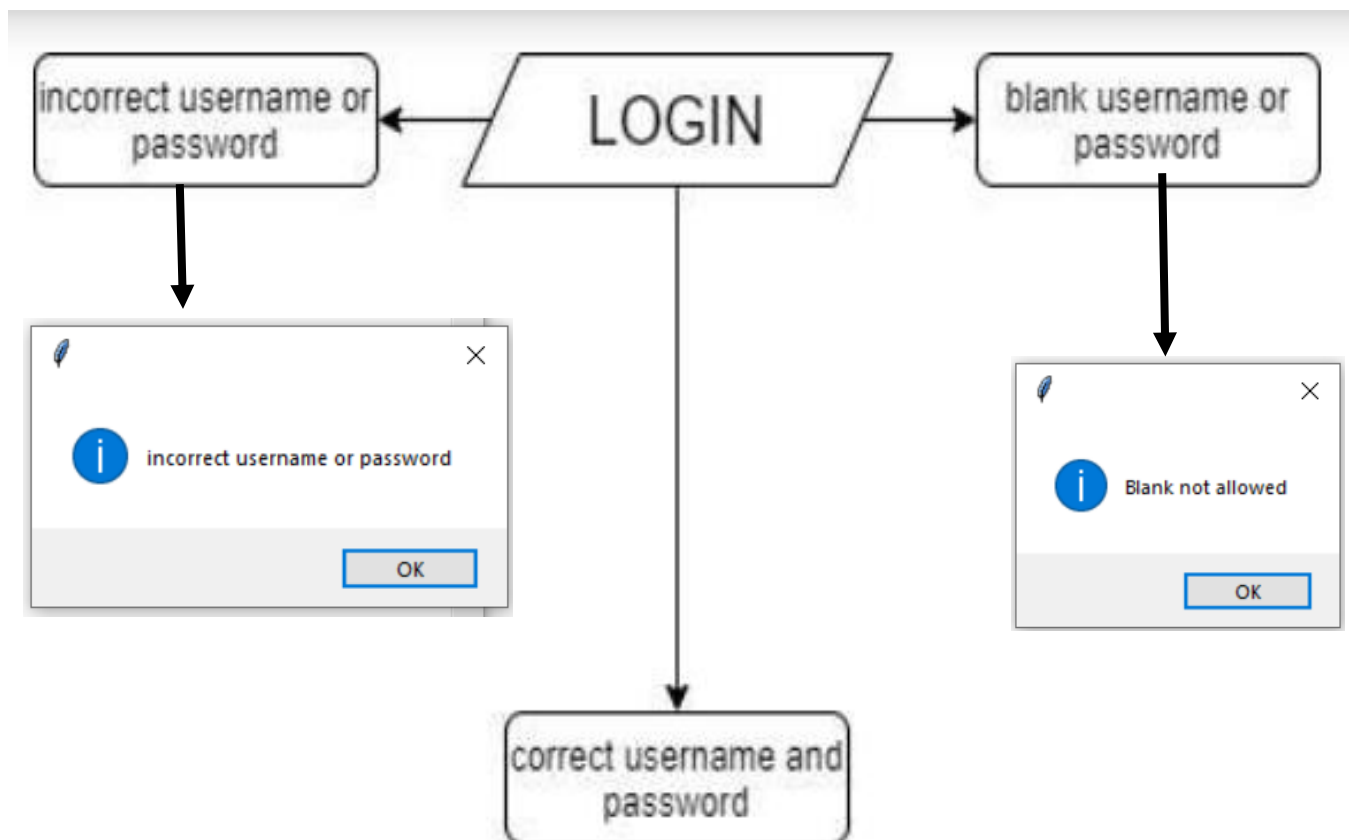 incorrect username or
password
LOGIN
blank username or
password
incorrect username or password
OK
Blank not allowed
OK
correct username and
password